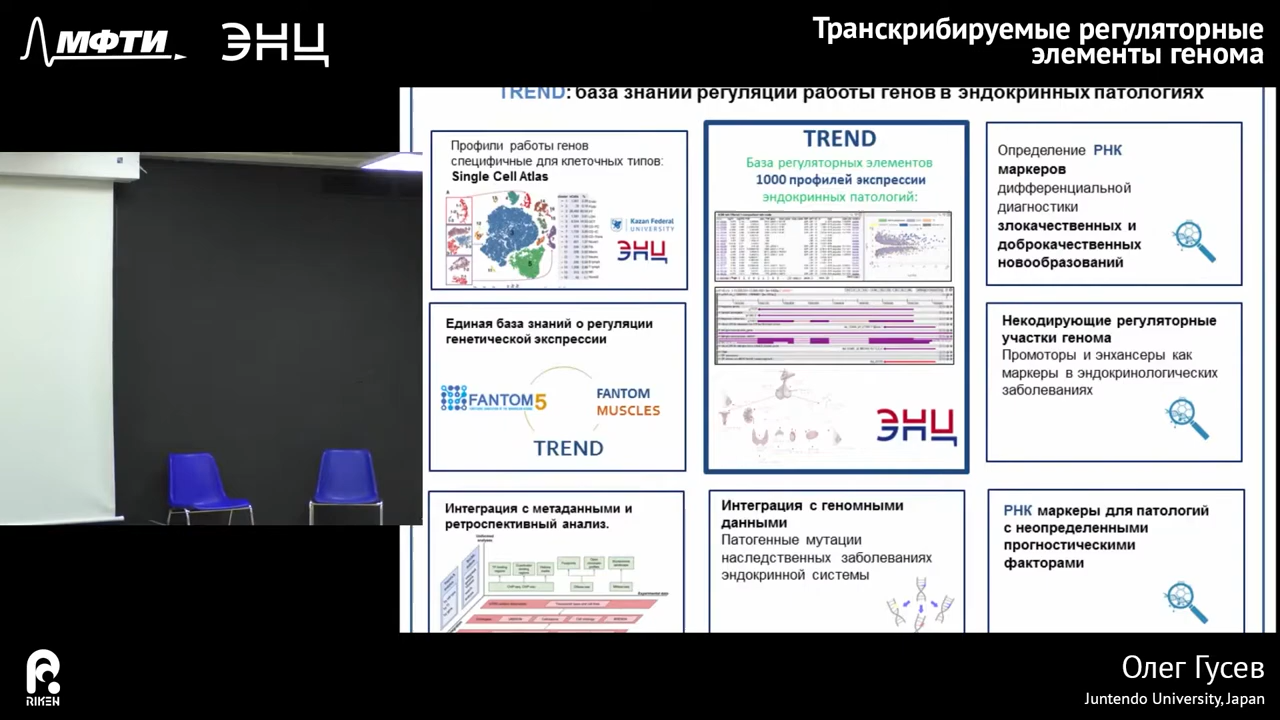 МФТИ
ЭНЦ
Транскрибируемые регуляторные
элементы генома
TREND: база знаний регуляции работы генов в эндокринных патологиях
Профили работы генов
специфичные для клеточных типов:
Single Cell Atlas
Kazan Federal
UNIVERSITY
ЭНЦ
TREND
База регуляторных элементов
1000 профилей экспрессии
эндокринных патологий:
ЭНЦ
Определение РНК
маркеров
дифференциальной
диагностики
злокачественных и
доброкачественных
новообразований
Единая база знаний о регуляции
генетической экспрессии
FANTOM5
FANTOM
MUSCLES
TREND
Некодирующие регуляторные
участки генома
Промоторы и энхансеры как
маркеры в эндокринологических
заболеваниях
Интеграция с метаданными и
ретроспективный анализ.
Интеграция с геномными
данными
Патогенные мутации
наследственных заболеваниях
эндокринной системы
РНК маркеры для патологий
с неопределенными
прогностическими
факторами
RIKEN
Олег Гусев
Juntendo University, Japan